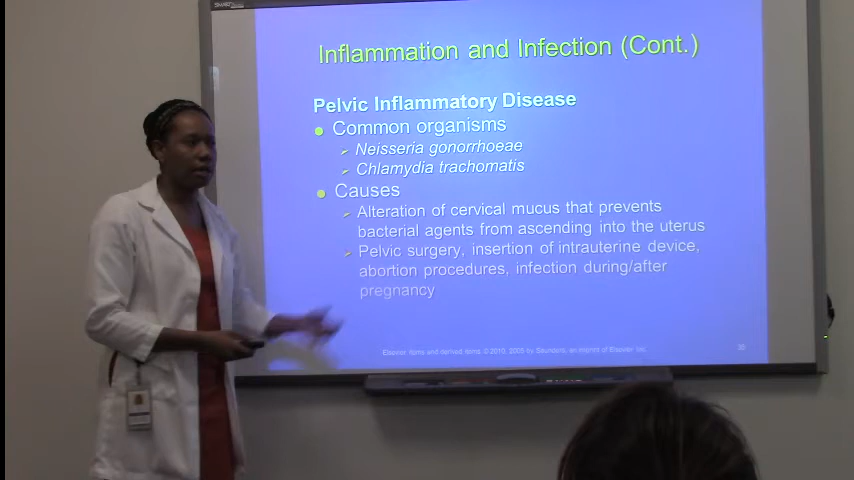 SMART
Inflammation and Infection (Cont.)
Pelvic Inflammatory Disease
Common organisms
Neisseria gonorrhoeae
Chlamydia trachomatis
Causes
Alteration of cervical mucus that prevents
bacterial agents from ascending into the uterus
Pelvic surgery, insertion of intrauterine device,
abortion procedures, infection during/after
pregnancy
Elsevier items and derived items © 2010, 2005 by Saunders, an imprint of Elsevier Inc.